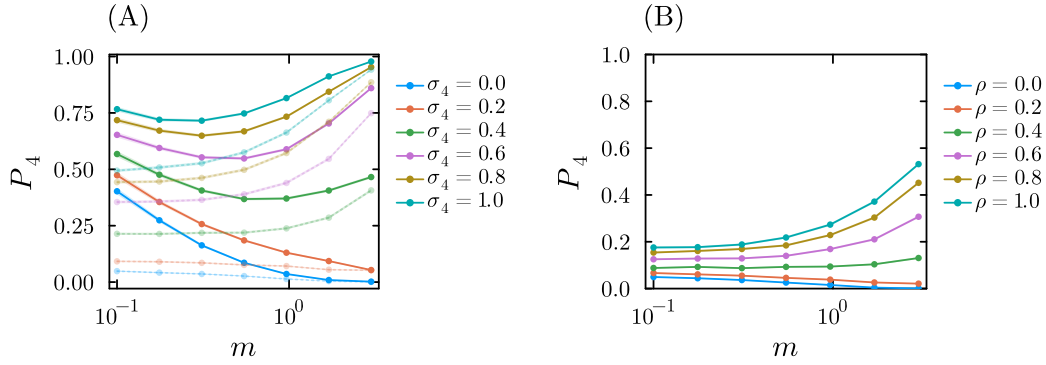 (A)
P₄
1.00
0.75
0.50
0.25
0.00
10⁻¹
10⁰
m
σ₄ = 0.0
σ₄ = 0.2
σ₄ = 0.4
σ₄ = 0.6
σ₄ = 0.8
σ₄ = 1.0
(B)
P₄
1.0
0.8
0.6
0.4
0.2
0.0
10⁻¹
10⁰
m
ρ = 0.0
ρ = 0.2
ρ = 0.4
ρ = 0.6
ρ = 0.8
ρ = 1.0